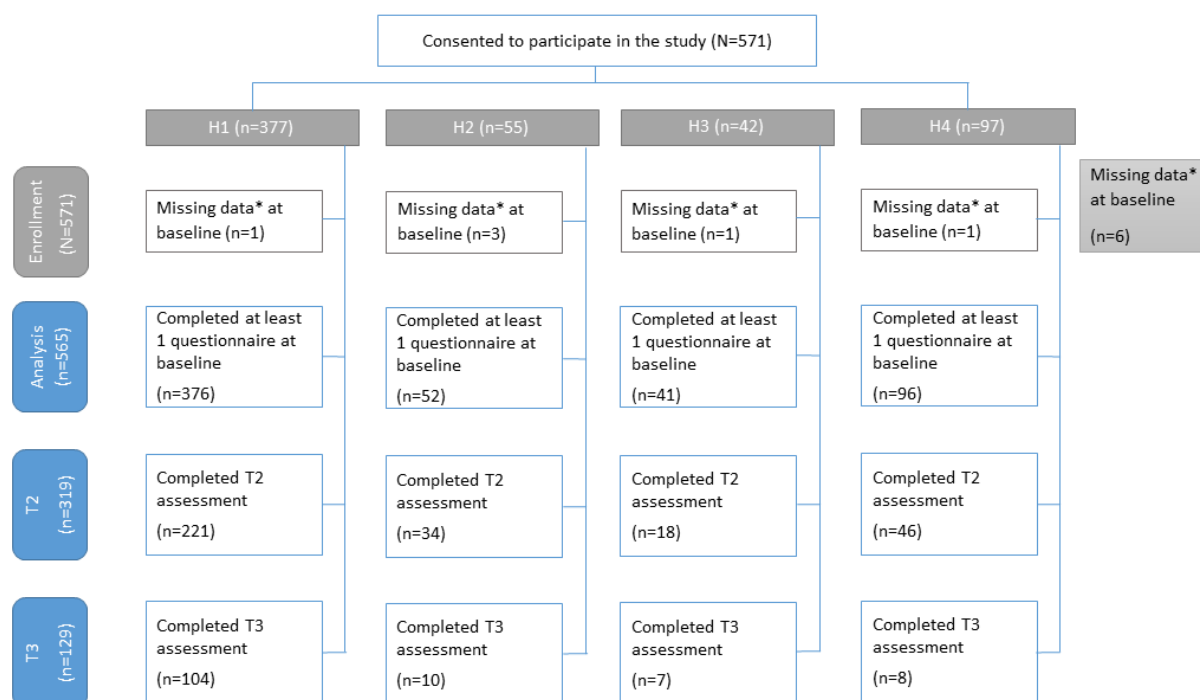 Consented to participate in the study (N=571)
H1 (n=377)
H2 (n=55)
H3 (n=42)
H4 (n=97)
Enrollment
(N=571)
Missing data* at
baseline (n=1)
Missing data* at
baseline (n=3)
Missing data* at
baseline (n=1)
Missing data* at
baseline (n=1)
Missing data*
at baseline
(n=6)
Analysis
(n=565)
Completed at least
1 questionnaire at
baseline
(n=376)
Completed at least
1 questionnaire at
baseline
(n=52)
Completed at least
1 questionnaire at
baseline
(n=41)
Completed at least
1 questionnaire at
baseline
(n=96)
T2
(n=319)
Completed T2
assessment
(n=221)
Completed T2
assessment
(n=34)
Completed T2
assessment
(n=18)
Completed T2
assessment
(n=46)
T3
(n=129)
Completed T3
assessment
(n=104)
Completed T3
assessment
(n=10)
Completed T3
assessment
(n=7)
Completed T3
assessment
(n=8)